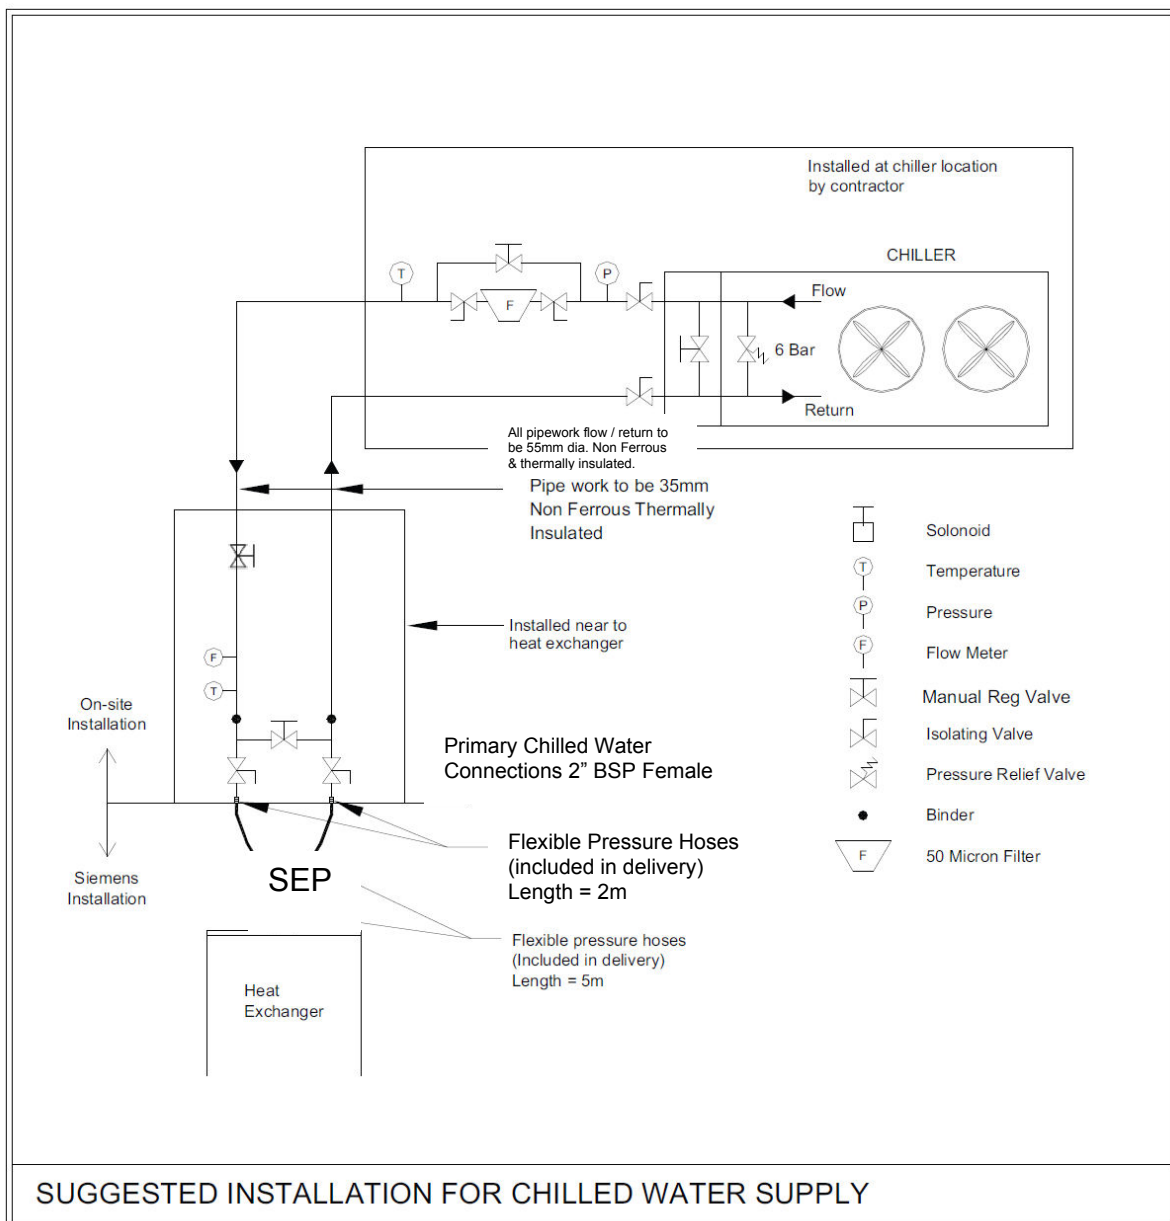 Installed at chiller location
by contractor
CHILLER
T
P
F
Flow
6 Bar
Return
All pipework flow / return to
be 55mm dia. Non Ferrous
& thermally insulated.
Pipe work to be 35mm
Non Ferrous Thermally
Insulated
Solonoid
T
Temperature
P
Pressure
F
Flow Meter
Manual Reg Valve
Isolating Valve
Pressure Relief Valve
Binder
F
50 Micron Filter
Installed near to
heat exchanger
F
T
On-site
Installation
Primary Chilled Water
Connections 2” BSP Female
Siemens
Installation
SEP
Flexible Pressure Hoses
(included in delivery)
Length = 2m
Flexible pressure hoses
(Included in delivery)
Length = 5m
Heat
Exchanger
SUGGESTED INSTALLATION FOR CHILLED WATER SUPPLY